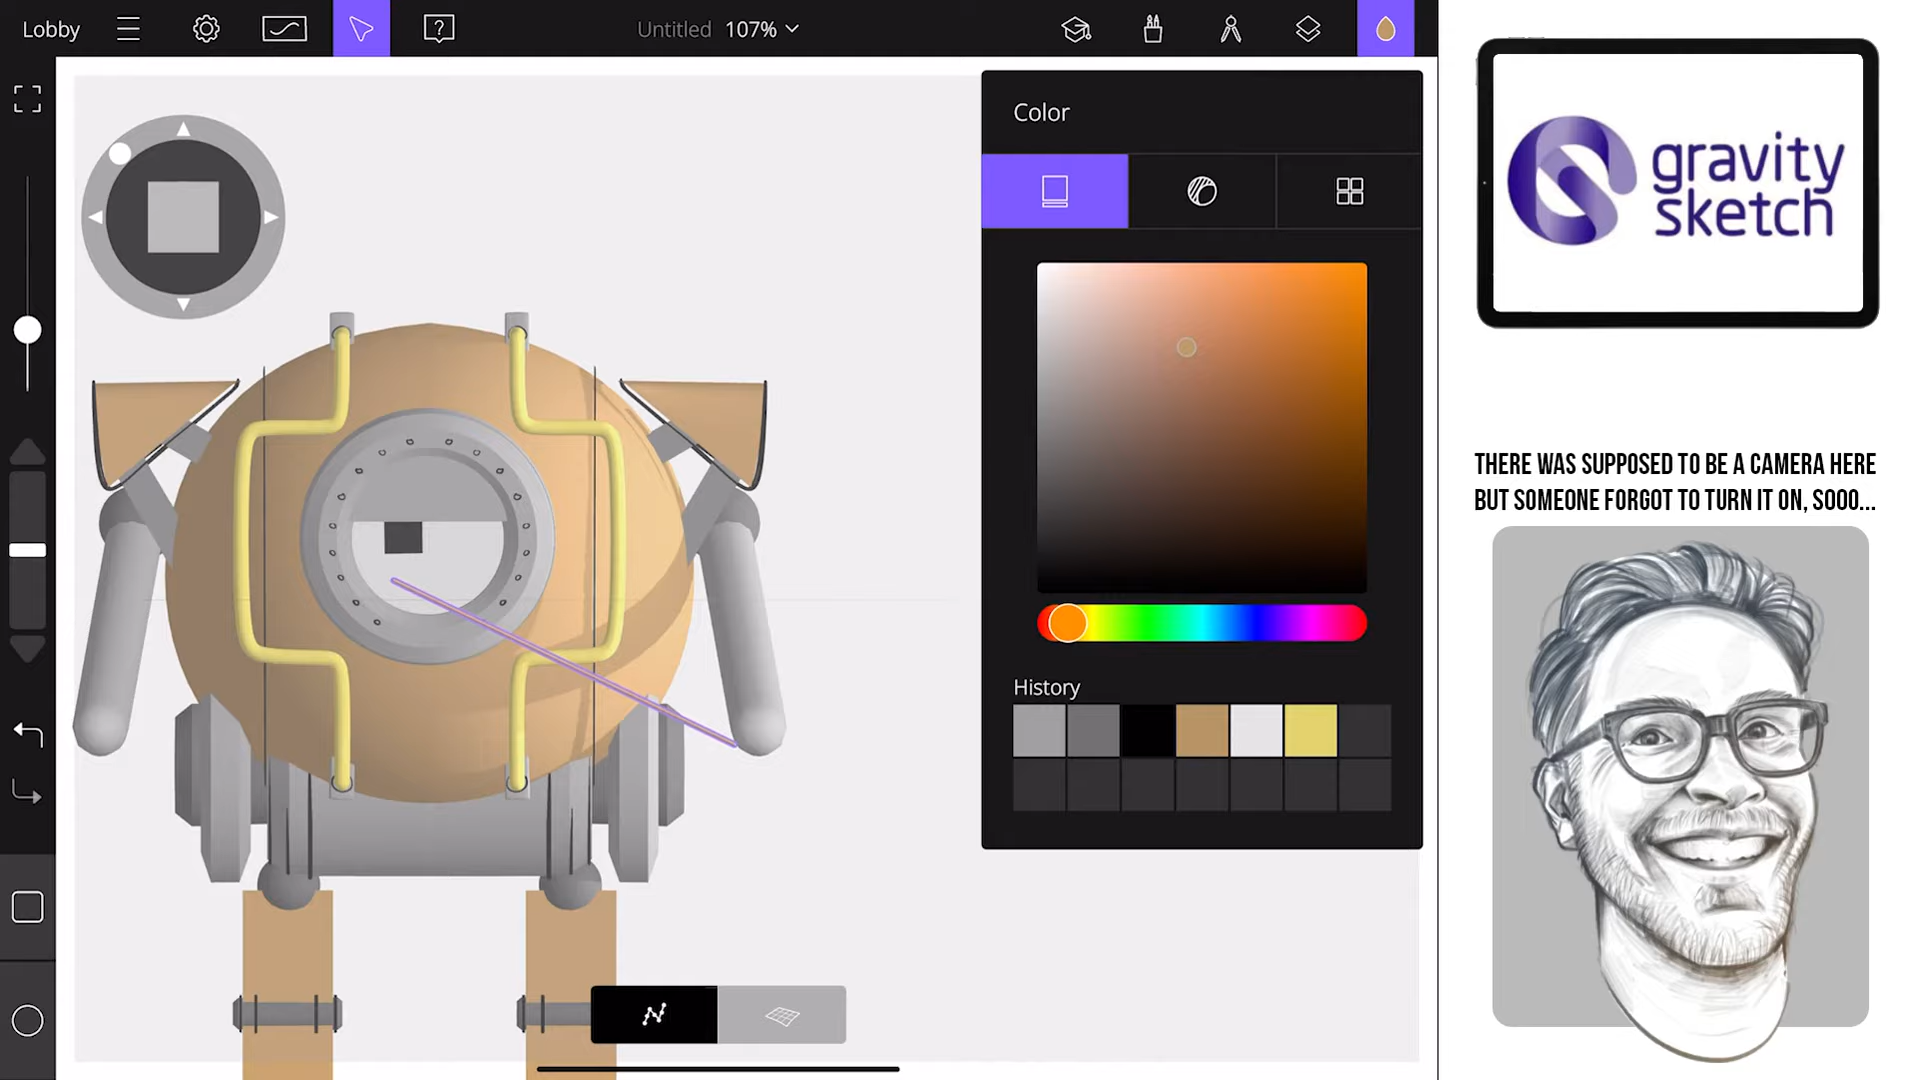 Lobby
Untitled 107%
Color
History
gravity
sketch
THERE WAS SUPPOSED TO BE A CAMERA HERE
BUT SOMEONE FORGOT TO TURN IT ON, SOOO...